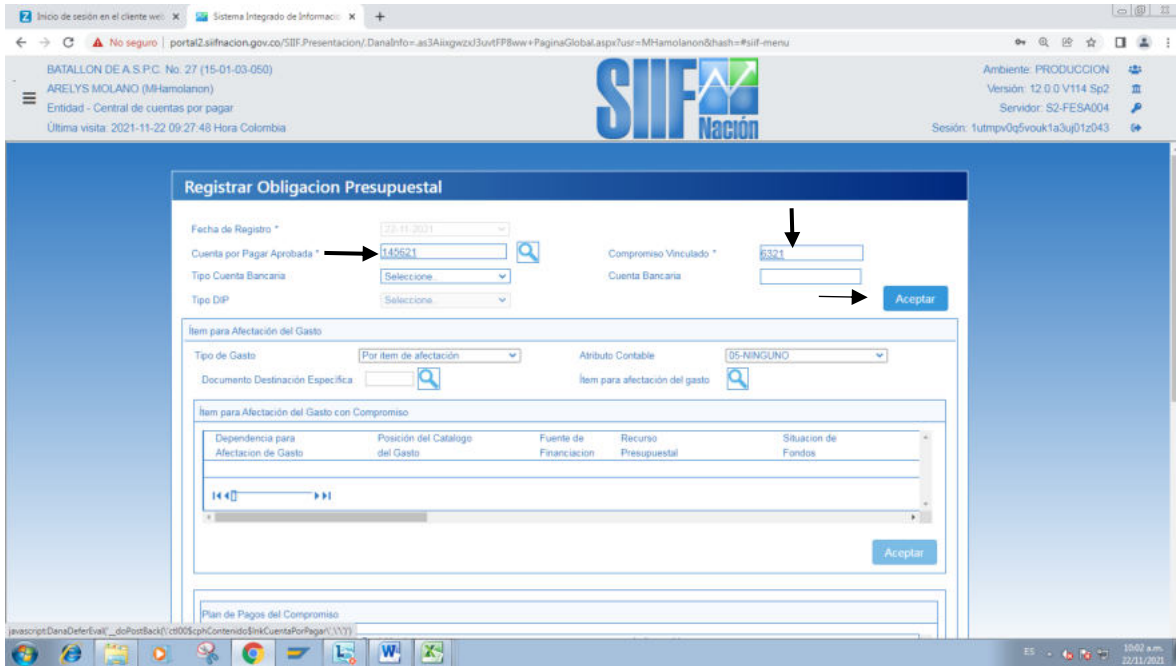 Inicio de sesión en el cliente wel
Sistema Integrado de Informació
No seguro
portal2.siifnacion.gov.co/SIIF.Presentacion/.DanaInfo=.as3AiixgwzxJ3uvtFP8ww+PaginaGlobal.aspx?usr=MHamolanon&hash=#siif-menu
BATALLON DE A.S.P.C. No. 27 (15-01-03-050)
ARELYS MOLANO (MHamolanon)
Entidad - Central de cuentas por pagar
Última visita: 2021-11-22 09:27:48 Hora Colombia
SIIF
Nación
Ambiente: PRODUCCION
Versión: 12.0.0 V114 Sp2
Servidor: S2-FESA004
Sesión: 1utmpv0q5vouk1a3uj01z043
Registrar Obligacion Presupuestal
Fecha de Registro * 22-11-2021
Cuenta por Pagar Aprobada * 145621 Compromiso Vinculado * 6321
Tipo Cuenta Bancaria Seleccione.. Cuenta Bancaria
Tipo DIP Seleccione.. Aceptar
Ítem para Afectación del Gasto
Tipo de Gasto Por item de afectación Atributo Contable 05-NINGUNO
Documento Destinación Específica Ítem para afectación del gasto
Ítem para Afectación del Gasto con Compromiso
Dependencia para Posición del Catalogo Fuente de Recurso Situacion de
Afectacion de Gasto del Gasto Financiacion Presupuestal Fondos
Aceptar
Plan de Pagos del Compromiso
javascript:DanaDeferEval('__doPostBack(\'ctl00$cphContenido$lnkCuentaPorPagar\',\'\')')
ES
10:02 a.m.
22/11/2021